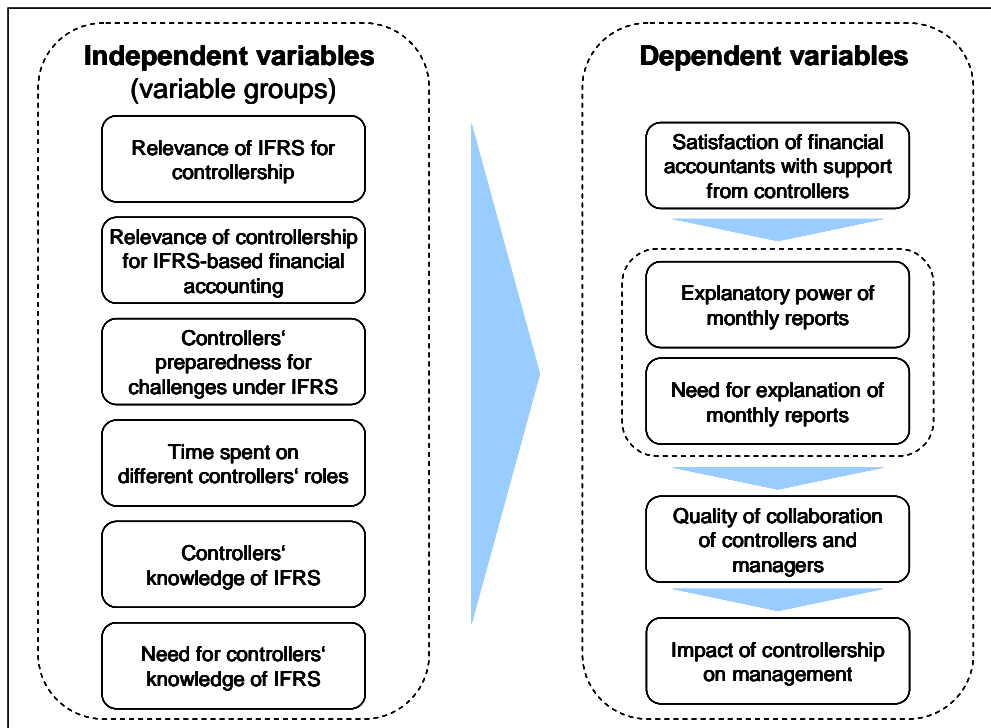 Independent variables
(variable groups)
Relevance of IFRS for
controllership
Relevance of controllership
for IFRS-based financial
accounting
Controllers‘
preparedness for
challenges under IFRS
Time spent on
different controllers‘ roles
Controllers‘
knowledge of IFRS
Need for controllers‘
knowledge of IFRS
Dependent variables
Satisfaction of financial
accountants with support
from controllers
Explanatory power of
monthly reports
Need for explanation of
monthly reports
Quality of collaboration
of controllers and
managers
Impact of controllership
on management